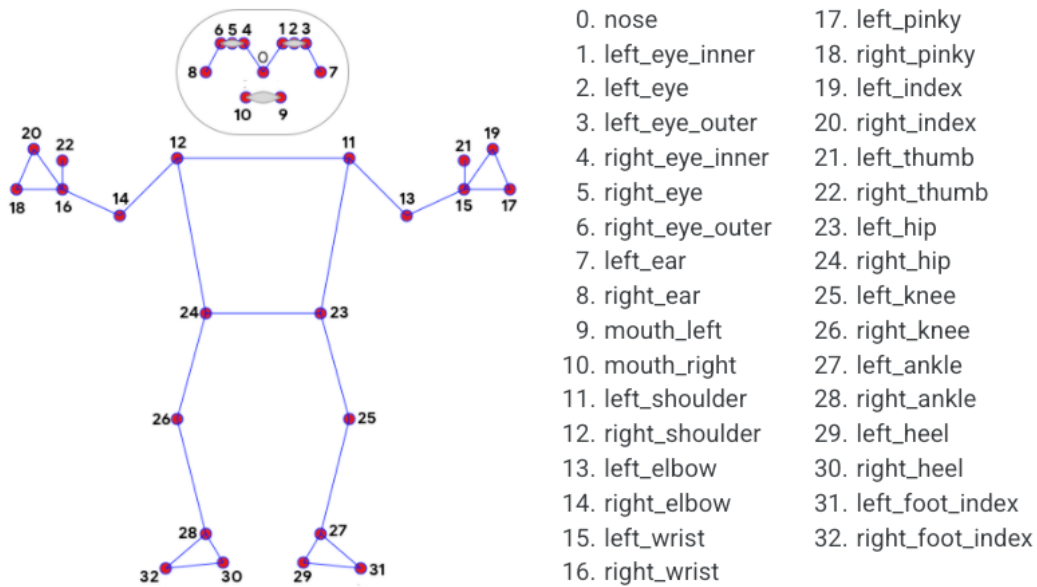 6 5 4 1 2 3
0
8 7
10 9
20 22 12 11 21 19
18 16 14 13 15 17
24 23
26 25
28 27
32 30 29 31
0. nose
1. left_eye_inner
2. left_eye
3. left_eye_outer
4. right_eye_inner
5. right_eye
6. right_eye_outer
7. left_ear
8. right_ear
9. mouth_left
10. mouth_right
11. left_shoulder
12. right_shoulder
13. left_elbow
14. right_elbow
15. left_wrist
16. right_wrist
17. left_pinky
18. right_pinky
19. left_index
20. right_index
21. left_thumb
22. right_thumb
23. left_hip
24. right_hip
25. left_knee
26. right_knee
27. left_ankle
28. right_ankle
29. left_heel
30. right_heel
31. left_foot_index
32. right_foot_index